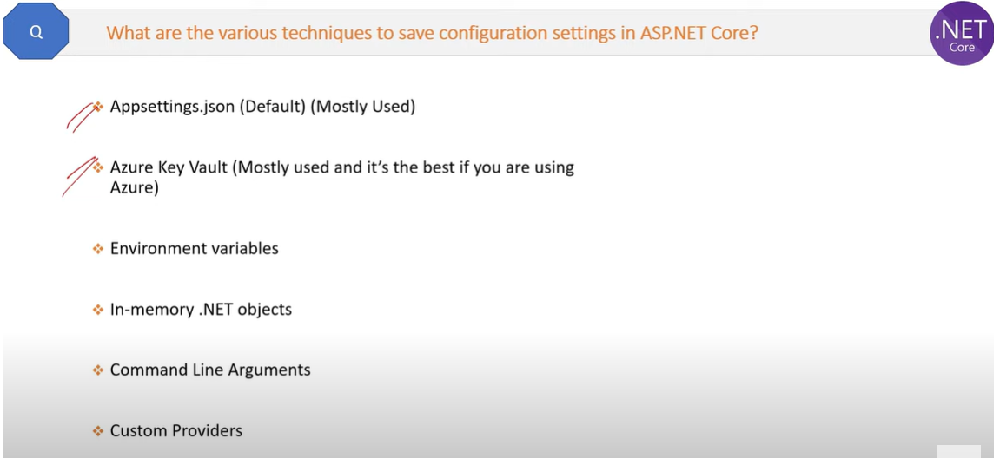 Q
What are the various techniques to save configuration settings in ASP.NET Core?
.NET
Core
Appsettings.json (Default) (Mostly Used)
Azure Key Vault (Mostly used and it's the best if you are using
Azure)
Environment variables
In-memory .NET objects
Command Line Arguments
Custom Providers